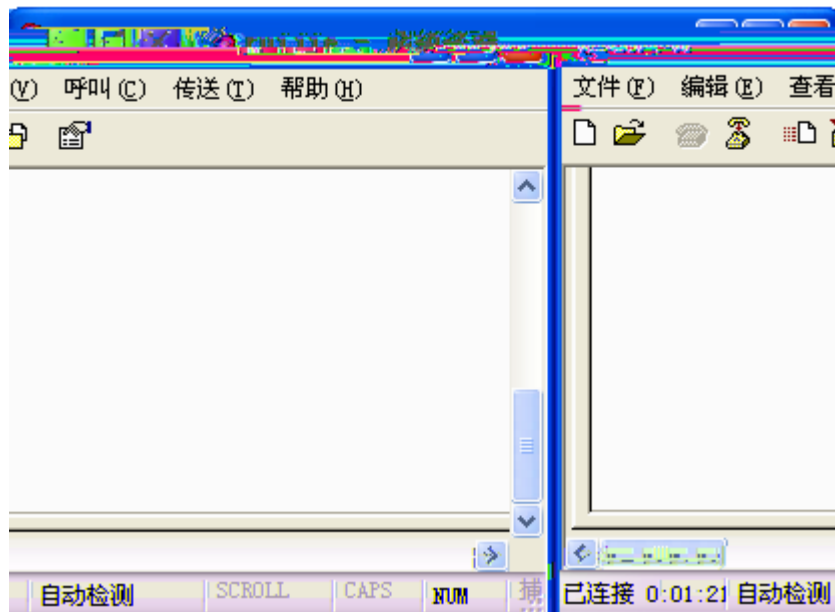 (V) 呼叫(C) 传送(T) 帮助(H)
文件(F) 编辑(E) 查看
自动检测 SCROLL CAPS NUM 捕
已连接 0:01:21 自动检测